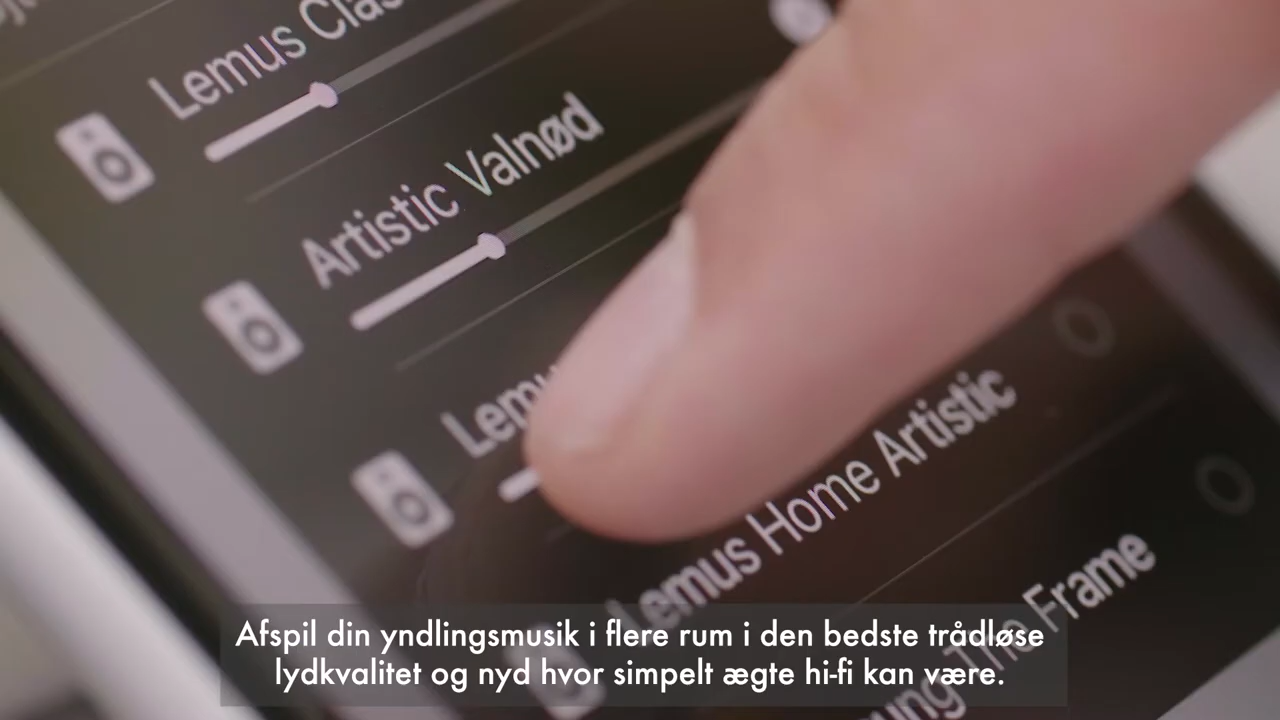 Lemus
Artistic Valnød
Lemus Home Artistic
Frame
Afspil din yndlingsmusik i flere rum i den bedste trådløse
lydkvalitet og nyd hvor simpelt ægte hi-fi kan være.